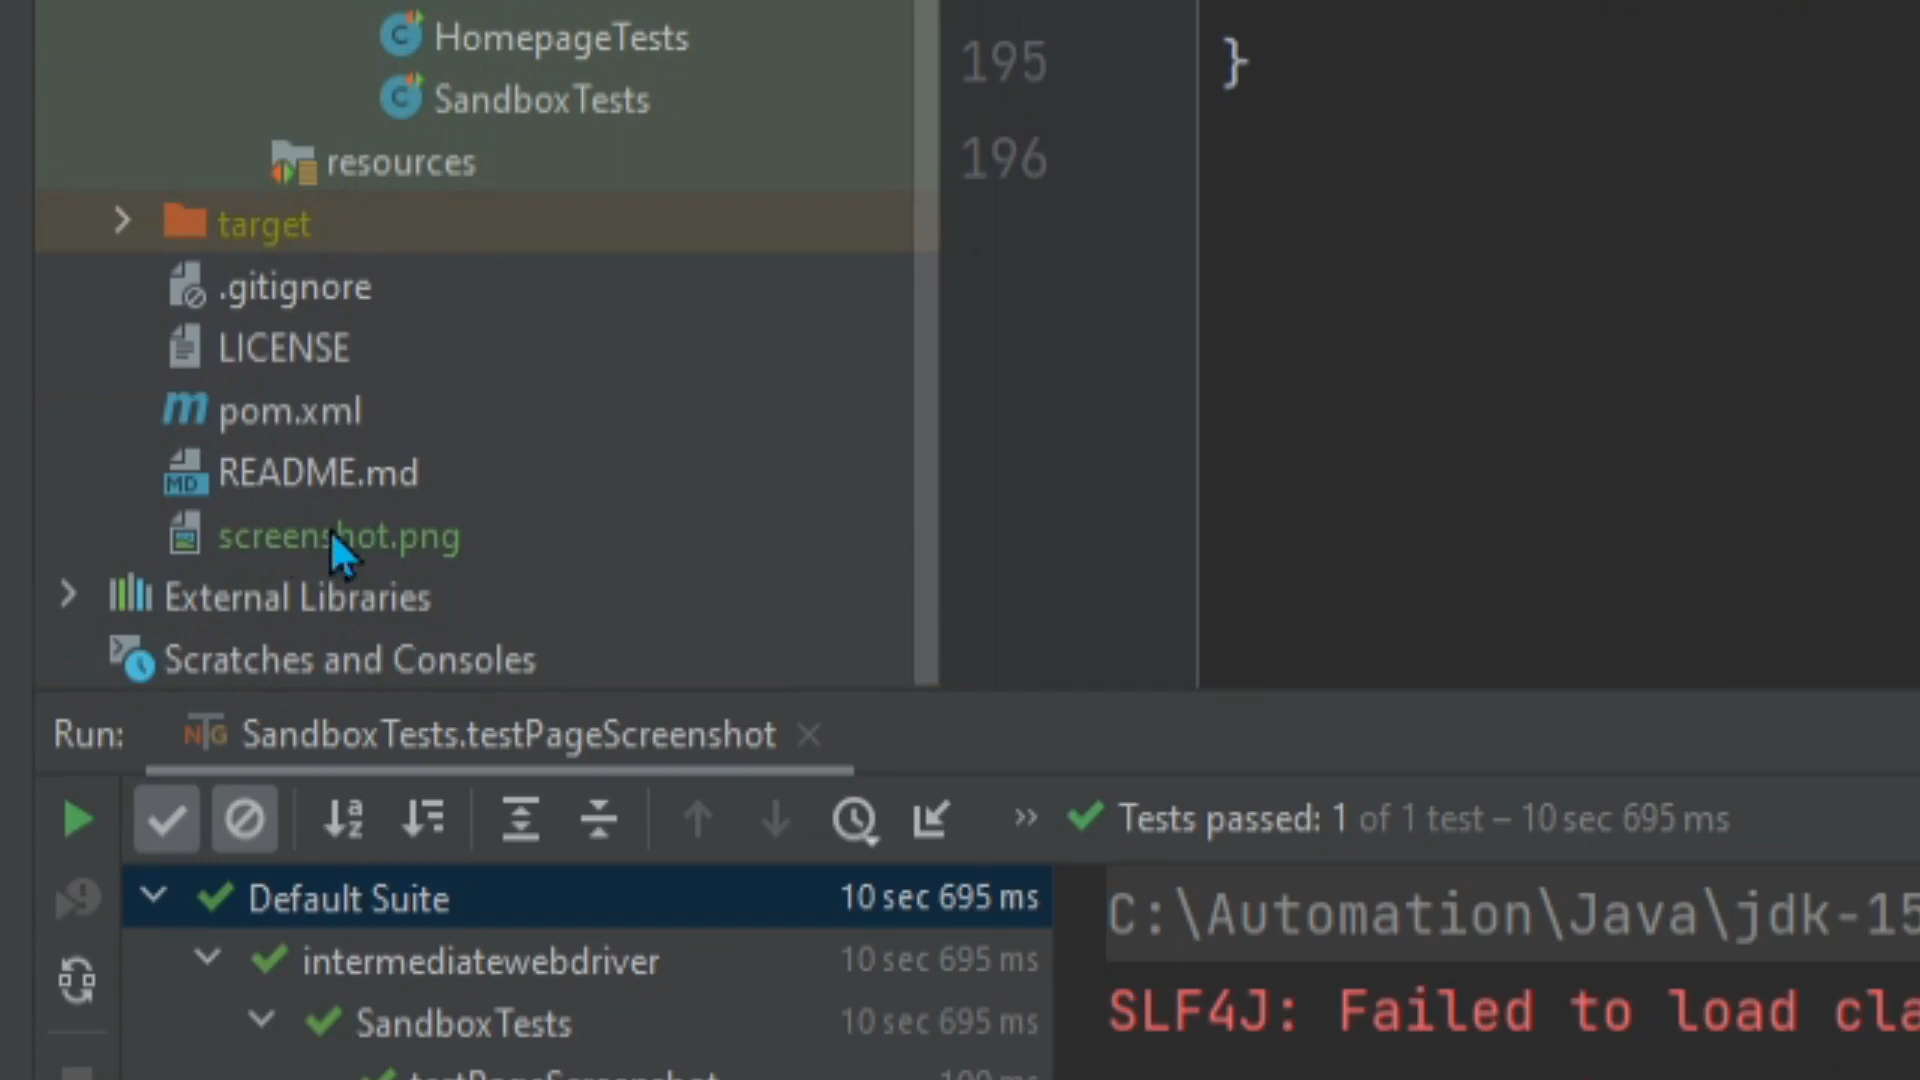 HomepageTests
SandboxTests
resources
target
.gitignore
LICENSE
pom.xml
MD README.md
screenshot.png
External Libraries
Scratches and Consoles
195 }
196
Run: NTG SandboxTests.testPageScreenshot
Tests passed: 1 of 1 test – 10 sec 695 ms
Default Suite 10 sec 695 ms
intermediatewebdriver 10 sec 695 ms
SandboxTests 10 sec 695 ms
testPageScreenshot
C:\Automation\Java\jdk-15
SLF4J: Failed to load cla